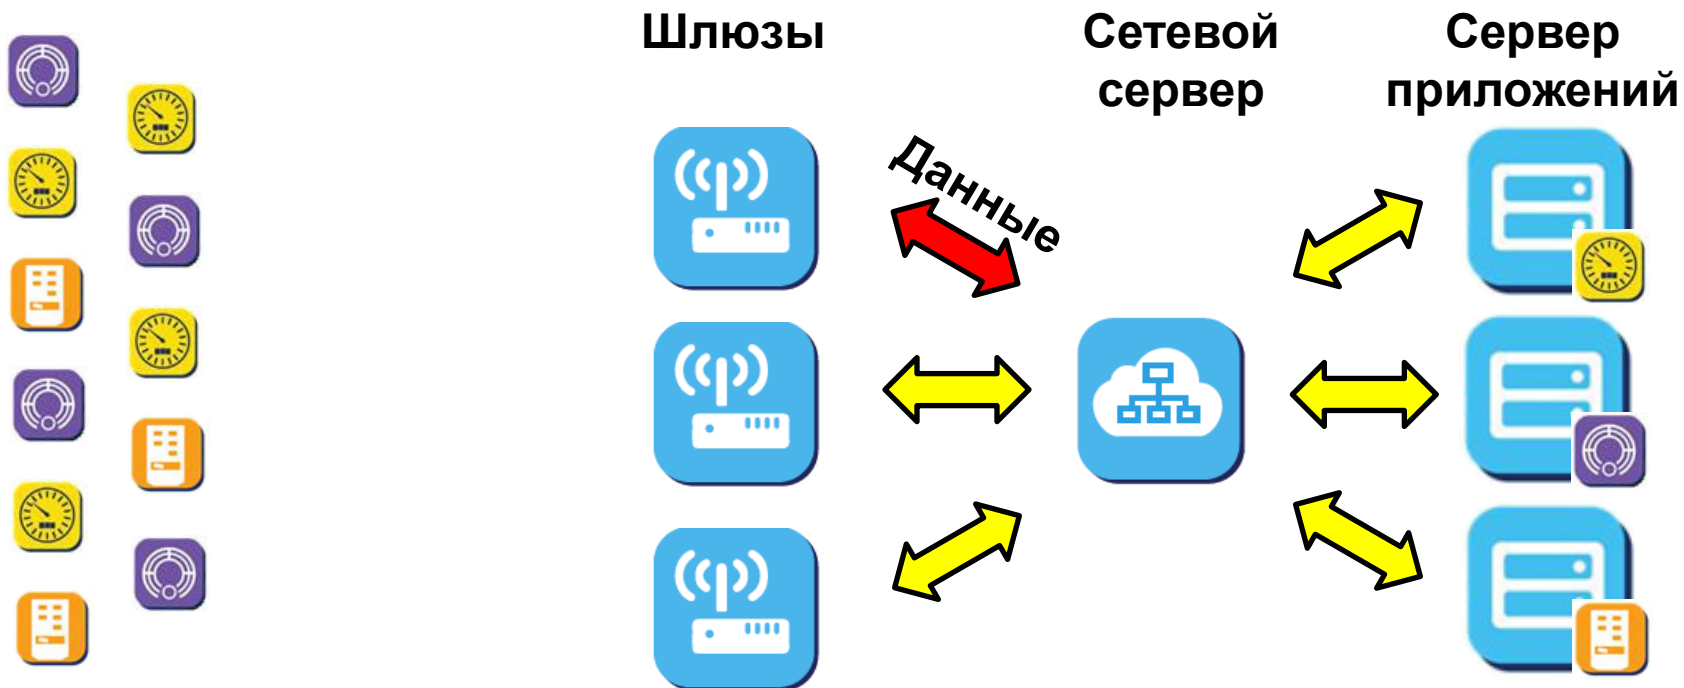 Шлюзы
Сетевой
сервер
Сервер
приложений
Данные